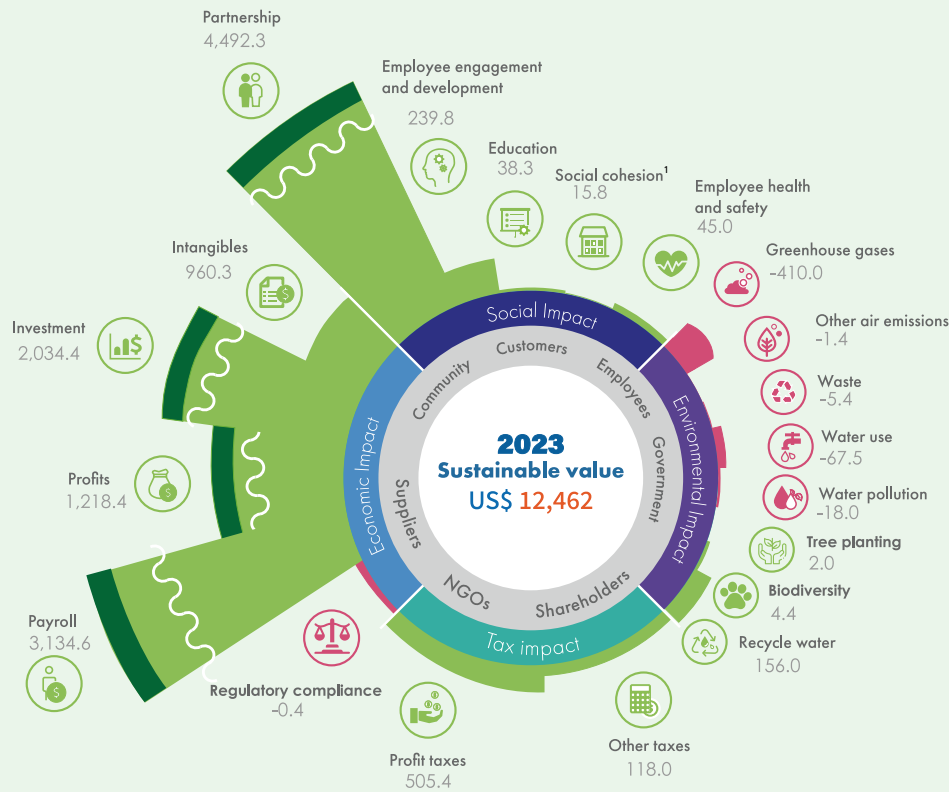 Partnership
4,492.3
Employee engagement
and development
239.8
Education
38.3
Social cohesion¹
15.8
Employee health
and safety
45.0
Greenhouse gases
-410.0
Other air emissions
-1.4
Waste
-5.4
Water use
-67.5
Water pollution
-18.0
Tree planting
2.0
Biodiversity
4.4
Recycle water
156.0
Other taxes
118.0
Profit taxes
505.4
Regulatory compliance
-0.4
Payroll
3,134.6
Profits
1,218.4
Investment
2,034.4
Intangibles
960.3
Social Impact
Environmental Impact
Tax impact
Economic Impact
Community
Customers
Employees
Government
Shareholders
NGOs
Suppliers
2023
Sustainable value
US$ 12,462